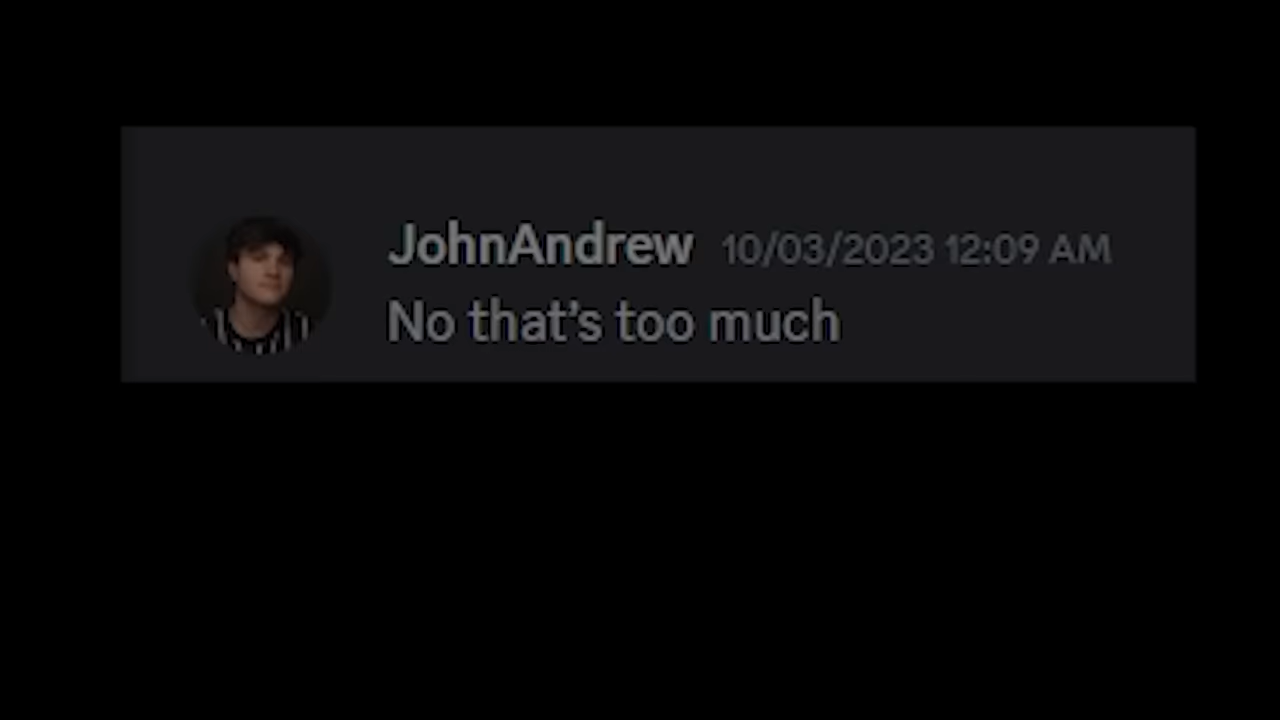 JohnAndrew 10/03/2023 12:09 AM
No that’s too much